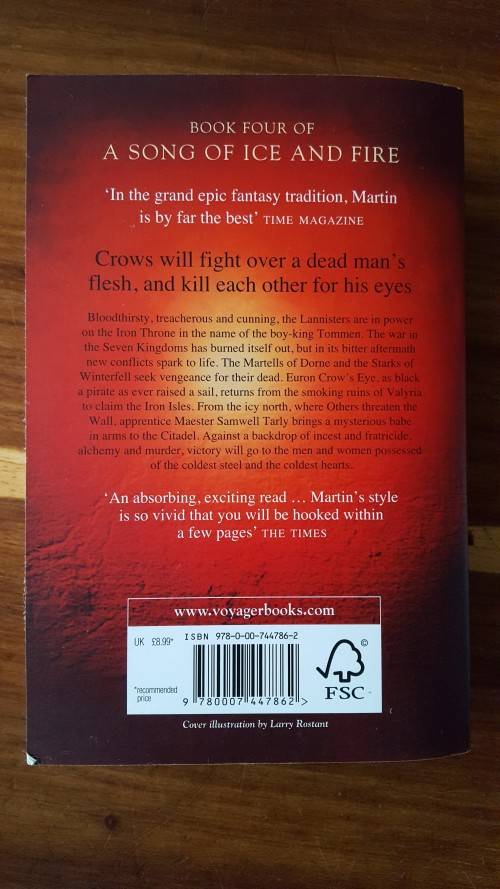 BOOK FOUR OF
A SONG OF ICE AND FIRE
‘In the grand epic fantasy tradition, Martin
is by far the best’ TIME MAGAZINE
Crows will fight over a dead man’s
flesh, and kill each other for his eyes
Bloodthirsty, treacherous and cunning, the Lannisters are in power
on the Iron Throne in the name of the boy-king Tommen. The war in
the Seven Kingdoms has burned itself out, but in its bitter aftermath
new conflicts spark to life. The Martells of Dorne and the Starks of
Winterfell seek vengeance for their dead. Euron Crow’s Eye, as black
a pirate as ever raised a sail, returns from the smoking ruins of Valyria
to claim the Iron Isles. From the icy north, where Others threaten the
Wall, apprentice Maester Samwell Tarly brings a mysterious babe
in arms to the Citadel. Against a backdrop of incest and fratricide,
alchemy and murder, victory will go to the men and women possessed
of the coldest steel and the coldest hearts.
‘An absorbing, exciting read … Martin’s style
is so vivid that you will be hooked within
a few pages’ THE TIMES
www.voyagerbooks.com
UK £8.99*
ISBN 978-0-00-744786-2
*recommended
price
9 780007 447862 >
©
FSC
Cover illustration by Larry Rostant